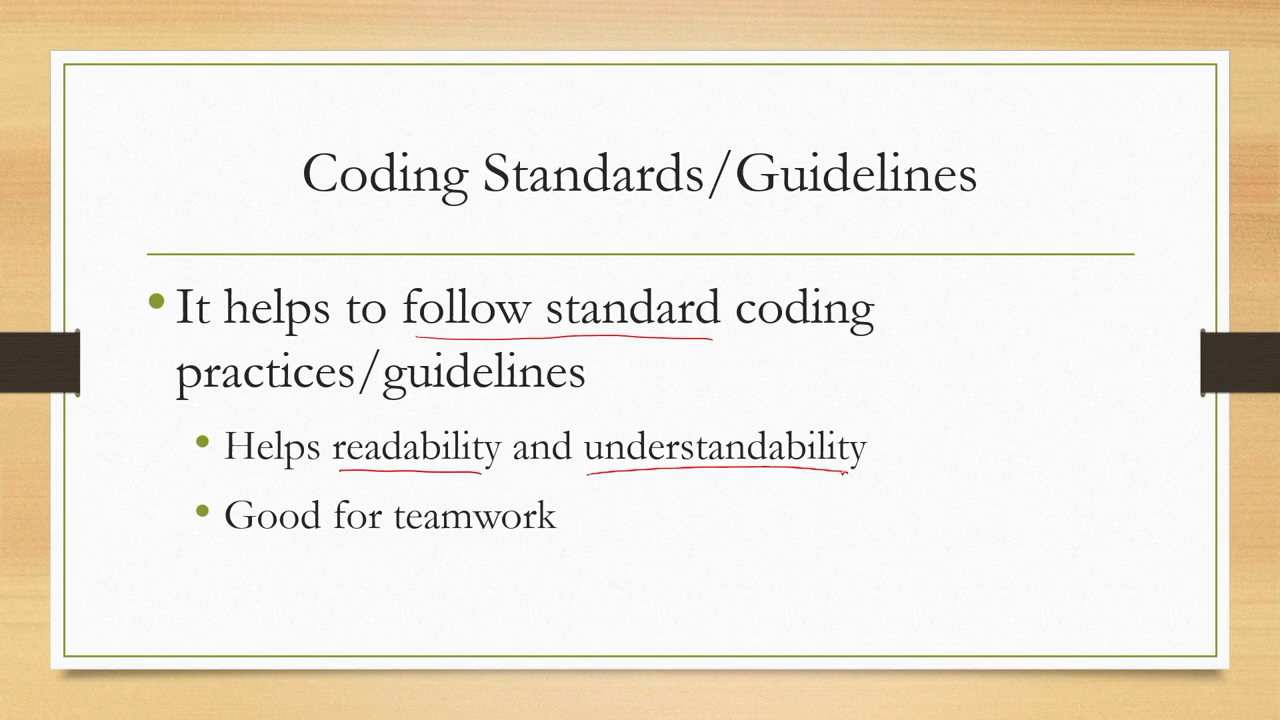 Coding Standards/Guidelines
• It helps to follow standard coding
practices/guidelines
• Helps readability and understandability
• Good for teamwork